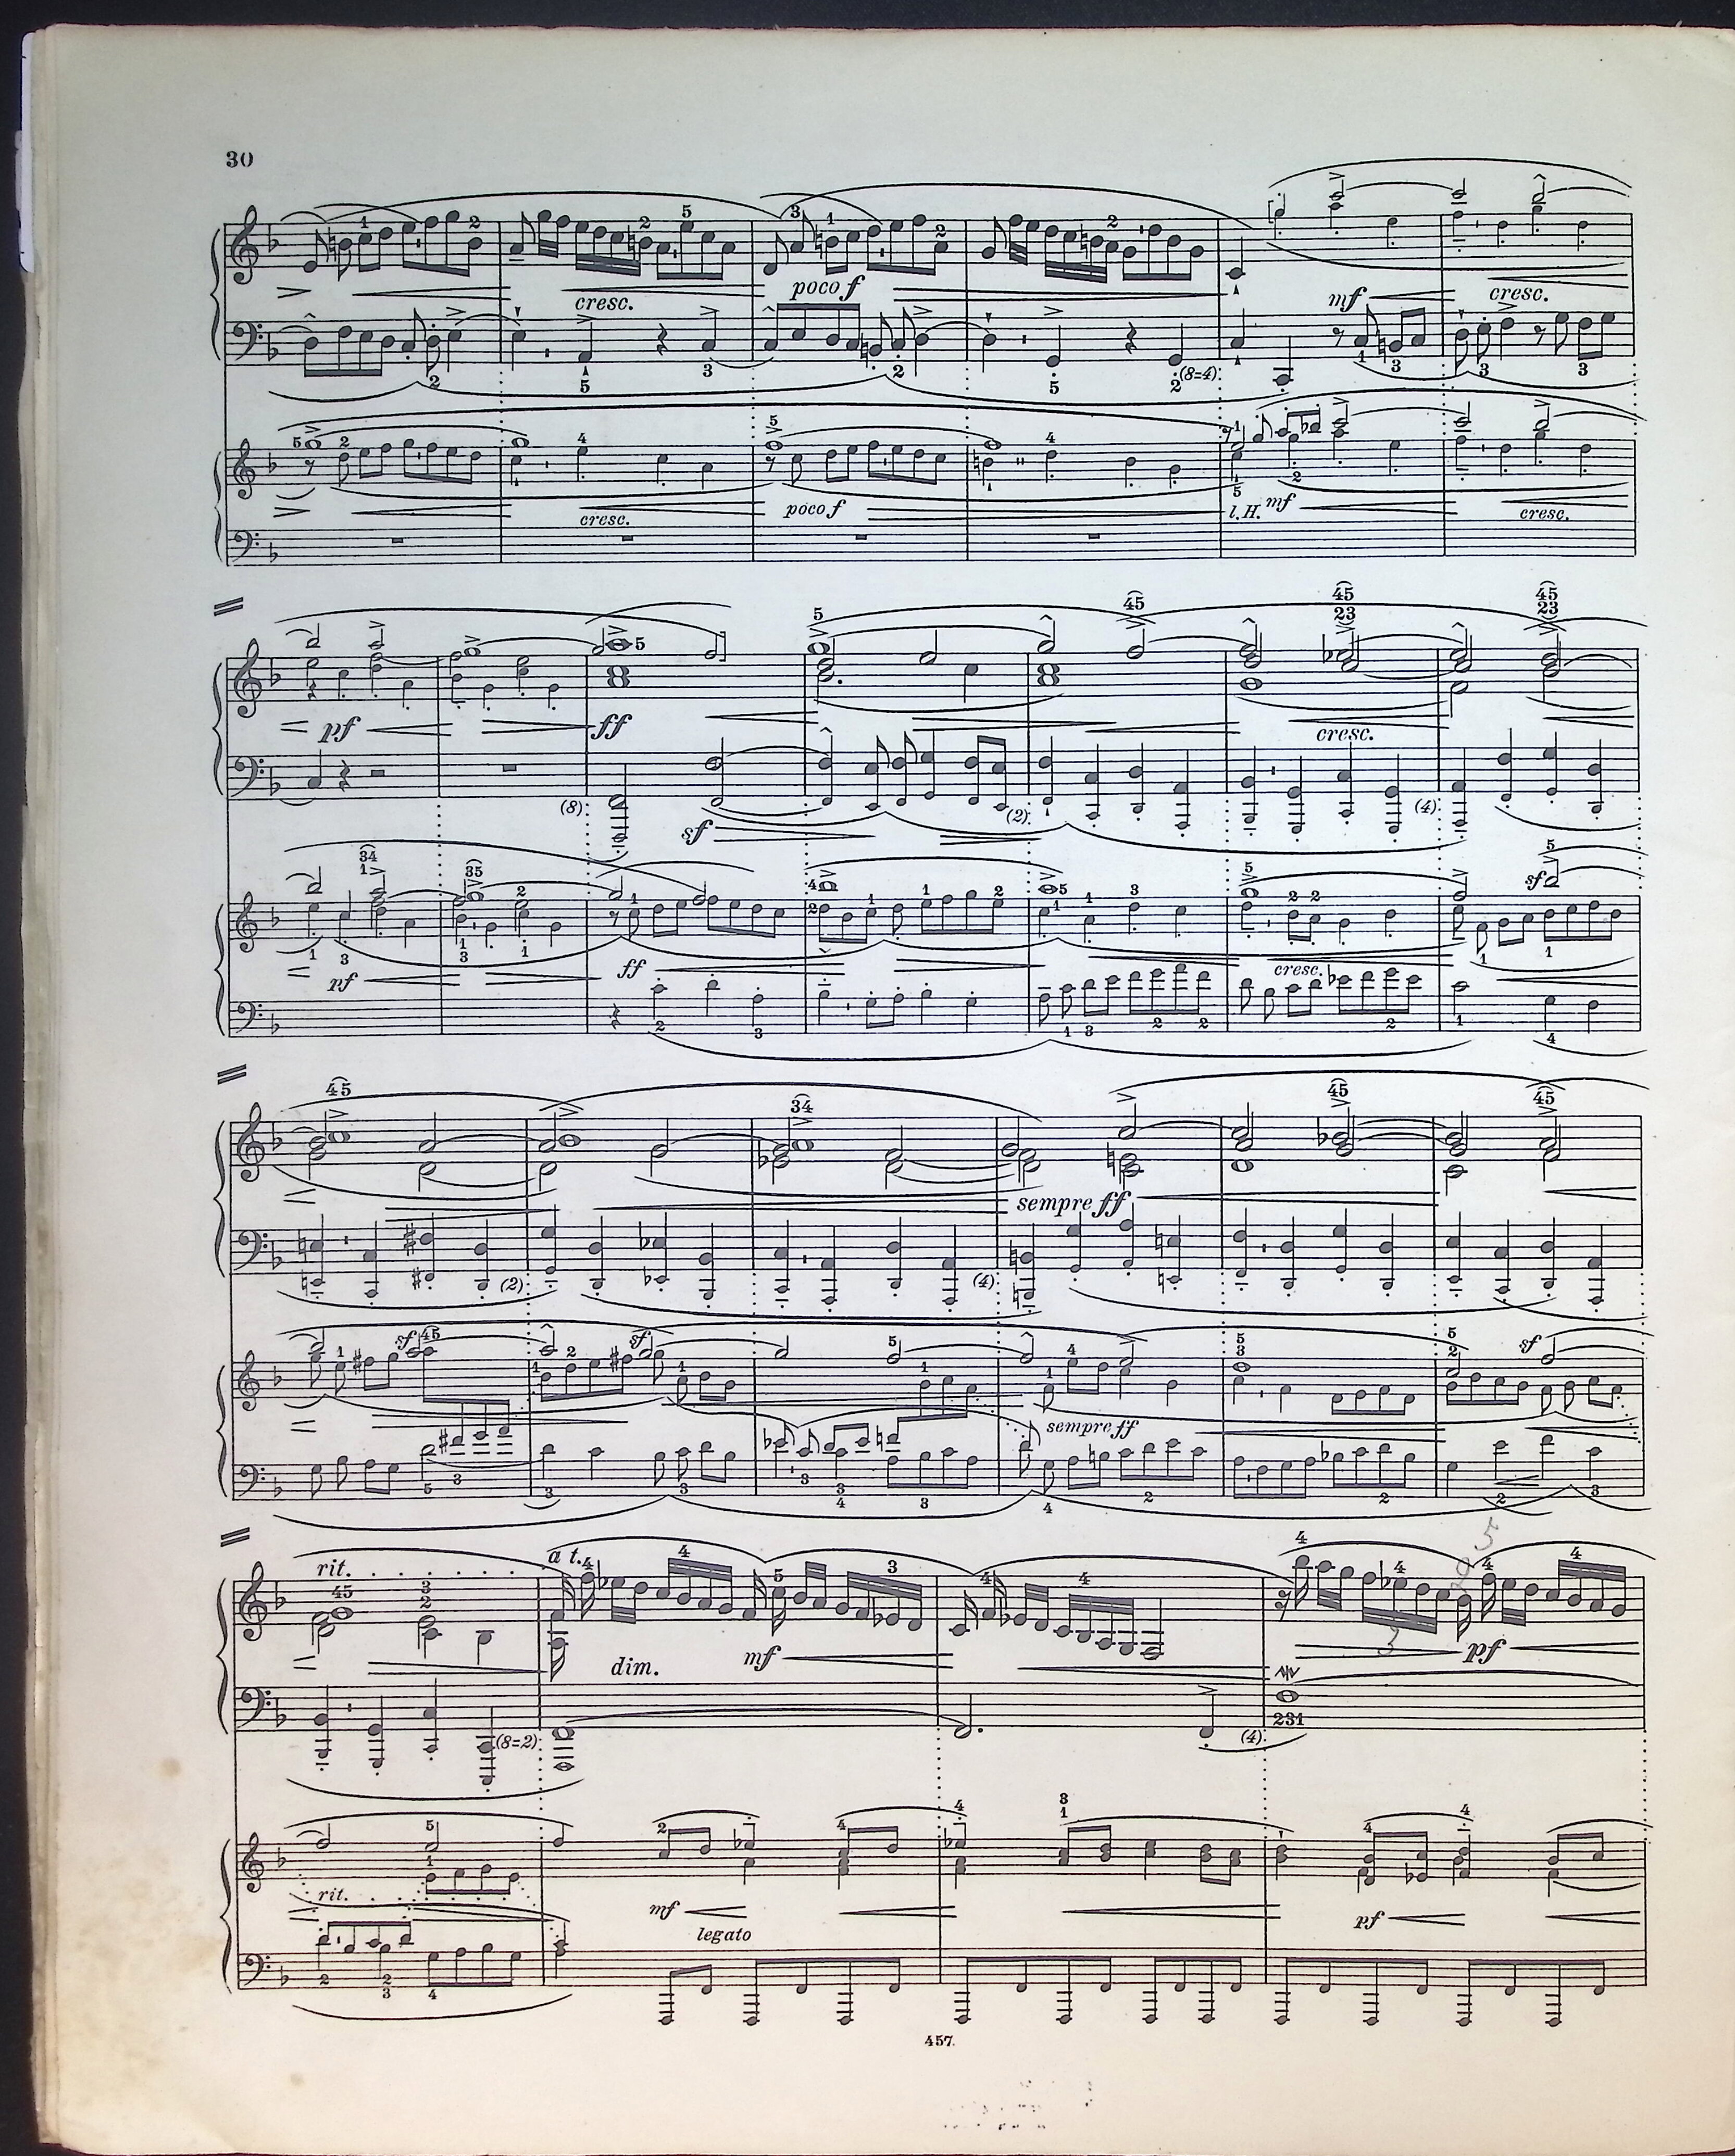 30
cresc.
poco f
mf
cresc.
(8=4)
cresc.
poco f
l.H.
mf
cresc.
pf
ff
cresc.
(8)
sf
(2)
(4)
sf
pf
ff
cresc.
sempre ff
(2)
(4)
sf
sf
sf
sempre ff
rit.
a t.
dim.
mf
pf
(8=2)
(4)
231
rit.
mf
legato
pf
457.